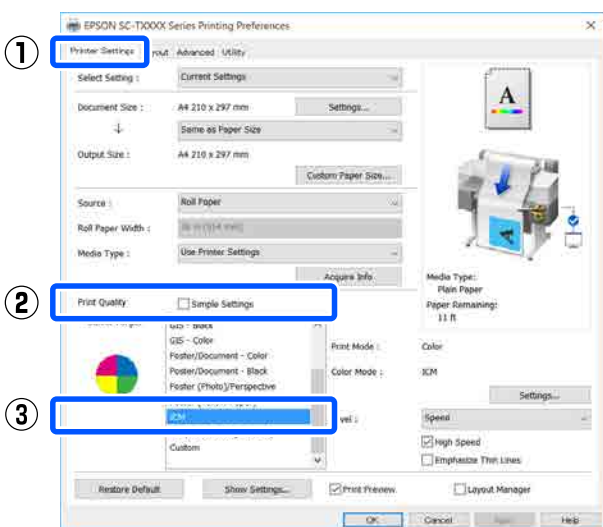 EPSON SC-TXXXX Series Printing Preferences
①
Printer Settings
Advanced
Utility
Select Setting :
Current Settings
Document Size :
A4 210 x 297 mm
Settings...
Same as Paper Size
Output Size :
A4 210 x 297 mm
Custom Paper Size...
Source :
Roll Paper
Roll Paper Width :
Media Type :
Use Printer Settings
Acquire Info
A
Media Type:
Plain Paper
Paper Remaining:
11 ft
②
Print Quality
Simple Settings
GIS - Black
GIS - Color
Poster/Document - Color
Poster/Document - Black
Poster (Photo)/Perspective
③
ICM
Custom
Print Mode :
Color
Color Mode :
ICM
Settings...
Speed
High Speed
Emphasize Thin Lines
Restore Default
Show Settings...
Print Preview
Layout Manager
OK
Cancel
Help